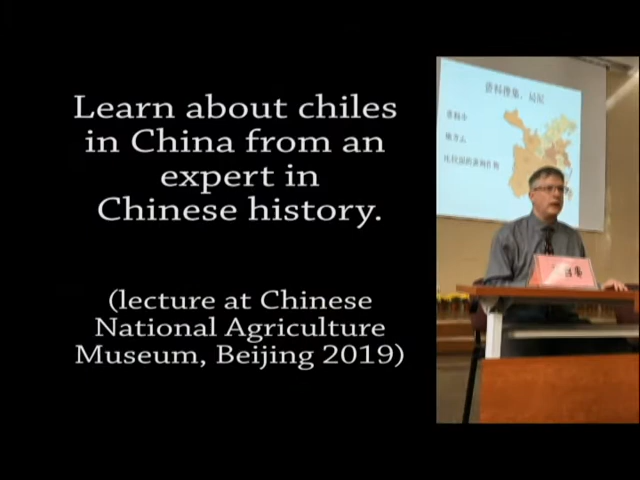 Learn about chiles
in China from an
expert in
Chinese history.
(lecture at Chinese
National Agriculture
Museum, Beijing 2019)